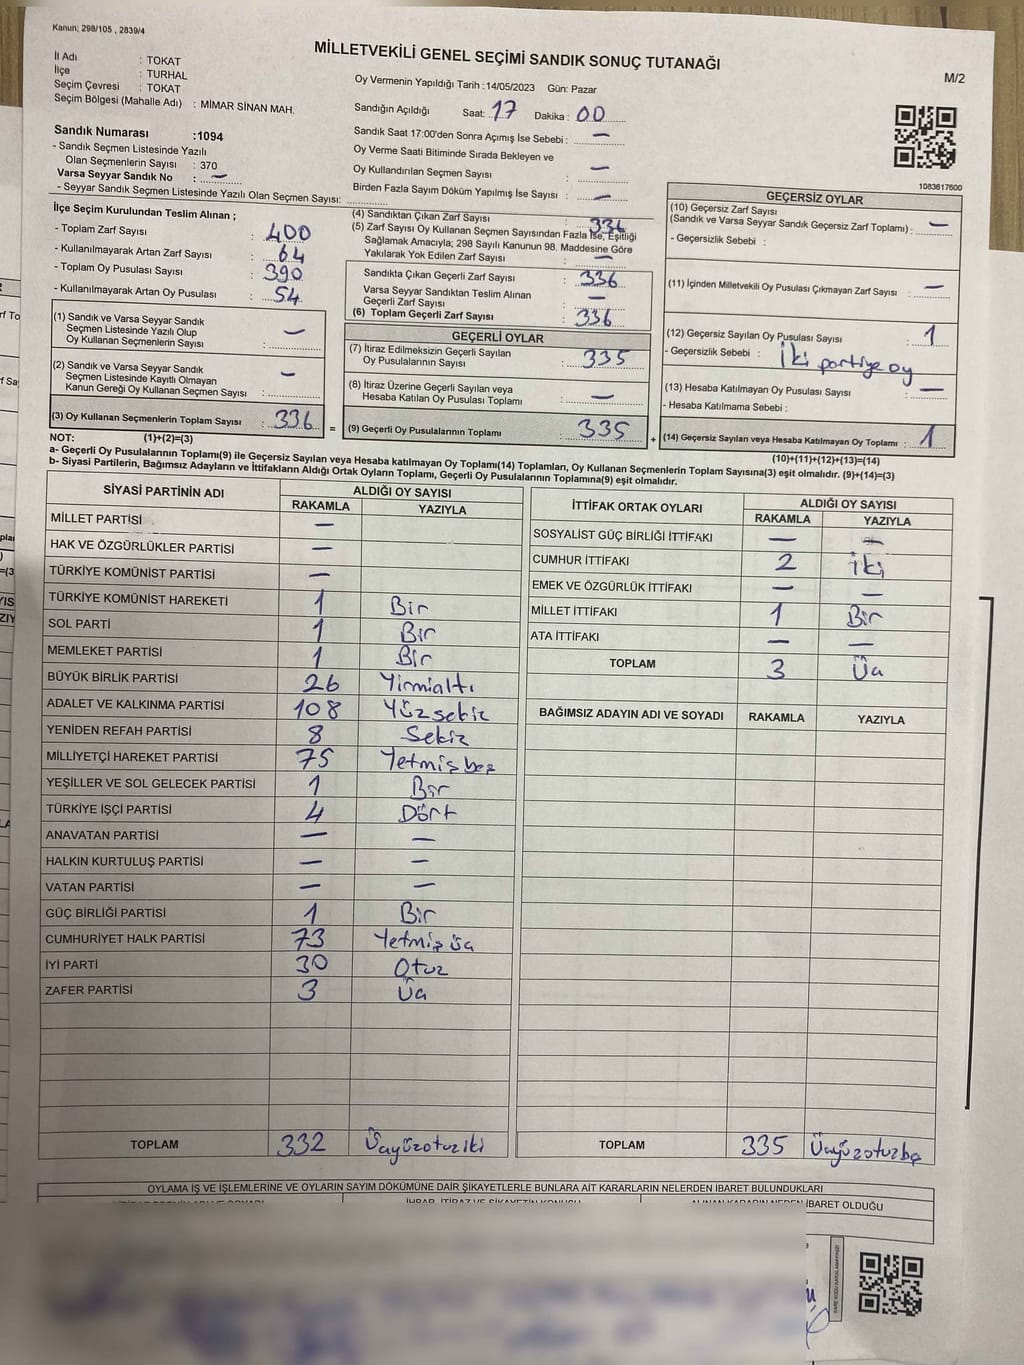 Kanun; 298/105 , 2839/4
MİLLETVEKİLİ GENEL SEÇİMİ SANDIK SONUÇ TUTANAĞI
M/2
İl Adı : TOKAT
İlçe : TURHAL
Seçim Çevresi : TOKAT
Seçim Bölgesi (Mahalle Adı) : MİMAR SİNAN MAH.
Oy Vermenin Yapıldığı Tarih :14/05/2023 Gün: Pazar
Sandığın Açıldığı Saat: 17 Dakika : 00
Sandık Saat 17:00'den Sonra Açımış İse Sebebi : —
Oy Verme Saati Bitiminde Sırada Bekleyen ve
Oy Kullandırılan Seçmen Sayısı : —
Birden Fazla Sayım Döküm Yapılmış İse Sayısı : —
Sandık Numarası :1094
- Sandık Seçmen Listesinde Yazılı
Olan Seçmenlerin Sayısı : 370
Varsa Seyyar Sandık No : —
- Seyyar Sandık Seçmen Listesinde Yazılı Olan Seçmen Sayısı:
1083617600
İlçe Seçim Kurulundan Teslim Alınan ;
- Toplam Zarf Sayısı : 400
- Kullanılmayarak Artan Zarf Sayısı : 64
- Toplam Oy Pusulası Sayısı : 390
- Kullanılmayarak Artan Oy Pusulası : 54
(1) Sandık ve Varsa Seyyar Sandık
Seçmen Listesinde Yazılı Olup
Oy Kullanan Seçmenlerin Sayısı : —
(2) Sandık ve Varsa Seyyar Sandık
Seçmen Listesinde Kayıtlı Olmayan
Kanun Gereği Oy Kullanan Seçmen Sayısı : —
(3) Oy Kullanan Seçmenlerin Toplam Sayısı : 336 =
(1)+(2)=(3)
(4) Sandıktan Çıkan Zarf Sayısı : 336
(5) Zarf Sayısı Oy Kullanan Seçmen Sayısından Fazla İse, Eşitliği
Sağlamak Amacıyla; 298 Sayılı Kanunun 98. Maddesine Göre
Yakılarak Yok Edilen Zarf Sayısı : —
Sandıkta Çıkan Geçerli Zarf Sayısı : 336
Varsa Seyyar Sandıktan Teslim Alınan
Geçerli Zarf Sayısı : —
(6) Toplam Geçerli Zarf Sayısı : 336
GEÇERLİ OYLAR
(7) İtiraz Edilmeksizin Geçerli Sayılan
Oy Pusulalarının Sayısı : 335
(8) İtiraz Üzerine Geçerli Sayılan veya
Hesaba Katılan Oy Pusulası Toplamı : —
(9) Geçerli Oy Pusulalarının Toplamı : 335 +
GEÇERSİZ OYLAR
(10) Geçersiz Zarf Sayısı
(Sandık ve Varsa Seyyar Sandık Geçersiz Zarf Toplamı) : —
- Geçersizlik Sebebi :
(11) İçinden Milletvekili Oy Pusulası Çıkmayan Zarf Sayısı : —
(12) Geçersiz Sayılan Oy Pusulası Sayısı : 1
- Geçersizlik Sebebi : İki partiye oy
(13) Hesaba Katılmayan Oy Pusulası Sayısı : —
- Hesaba Katılmama Sebebi :
(14) Geçersiz Sayılan veya Hesaba Katılmayan Oy Toplamı : 1
(10)+(11)+(12)+(13)=(14)
NOT:
a- Geçerli Oy Pusulalarının Toplamı(9) ile Geçersiz Sayılan veya Hesaba katılmayan Oy Toplamı(14) Toplamları, Oy Kullanan Seçmenlerin Toplam Sayısına(3) eşit olmalıdır. (9)+(14)=(3)
b- Siyasi Partilerin, Bağımsız Adayların ve İttifakların Aldığı Ortak Oyların Toplamı, Geçerli Oy Pusulalarının Toplamına(9) eşit olmalıdır.
SİYASİ PARTİNİN ADI ALDIĞI OY SAYISI
RAKAMLA YAZIYLA
MİLLET PARTİSİ —
HAK VE ÖZGÜRLÜKLER PARTİSİ —
TÜRKİYE KOMÜNİST PARTİSİ —
TÜRKİYE KOMÜNİST HAREKETİ 1 Bir
SOL PARTİ 1 Bir
MEMLEKET PARTİSİ 1 Bir
BÜYÜK BİRLİK PARTİSİ 26 Yirmialtı
ADALET VE KALKINMA PARTİSİ 108 Yüzsekiz
YENİDEN REFAH PARTİSİ 8 Sekiz
MİLLİYETÇİ HAREKET PARTİSİ 75 Yetmişbeş
YEŞİLLER VE SOL GELECEK PARTİSİ 1 Bir
TÜRKİYE İŞÇİ PARTİSİ 4 Dört
ANAVATAN PARTİSİ — —
HALKIN KURTULUŞ PARTİSİ — —
VATAN PARTİSİ — —
GÜÇ BİRLİĞİ PARTİSİ 1 Bir
CUMHURİYET HALK PARTİSİ 73 Yetmişüç
İYİ PARTİ 30 Otuz
ZAFER PARTİSİ 3 Üç
TOPLAM 332 Üçyüzotuziki
İTTİFAK ORTAK OYLARI ALDIĞI OY SAYISI
RAKAMLA YAZIYLA
SOSYALİST GÜÇ BİRLİĞİ İTTİFAKI — —
CUMHUR İTTİFAKI 2 İki
EMEK VE ÖZGÜRLÜK İTTİFAKI — —
MİLLET İTTİFAKI 1 Bir
ATA İTTİFAKI — —
TOPLAM 3 Üç
BAĞIMSIZ ADAYIN ADI VE SOYADI RAKAMLA YAZIYLA
TOPLAM 335 Üçyüzotuzbeş
OYLAMA İŞ VE İŞLEMLERİNE VE OYLARIN SAYIM DÖKÜMÜNE DAİR ŞİKAYETLERLE BUNLARA AİT KARARLARIN NELERDEN İBARET BULUNDUKLARI
İHBAR, İTİRAZ VE ŞİKAYETİN KONUSU
ALINAN KARARIN NEDEN İBARET OLDUĞU